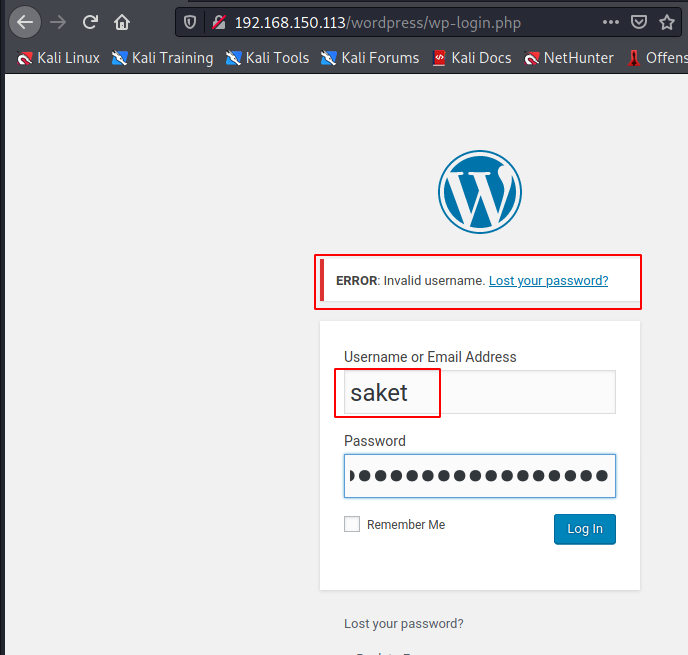 192.168.150.113/wordpress/wp-login.php
Kali Linux Kali Training Kali Tools Kali Forums Kali Docs NetHunter Offens
ERROR: Invalid username. Lost your password?
Username or Email Address
saket
Password
Remember Me Log In
Lost your password?